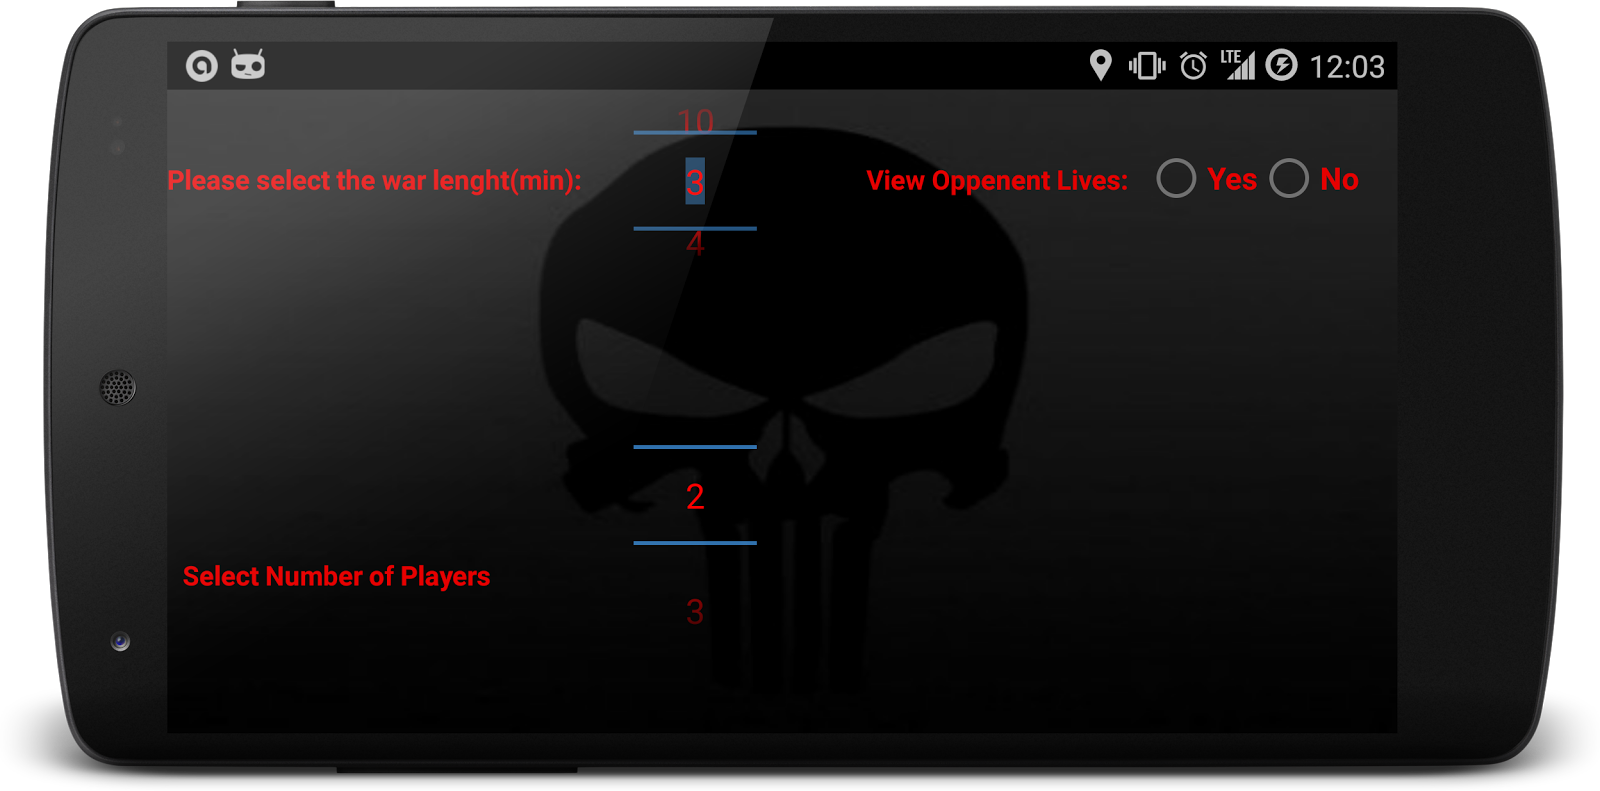 LTE 12:03
10
Please select the war lenght(min): 3 View Oppenent Lives: Yes No
4
2
Select Number of Players
3